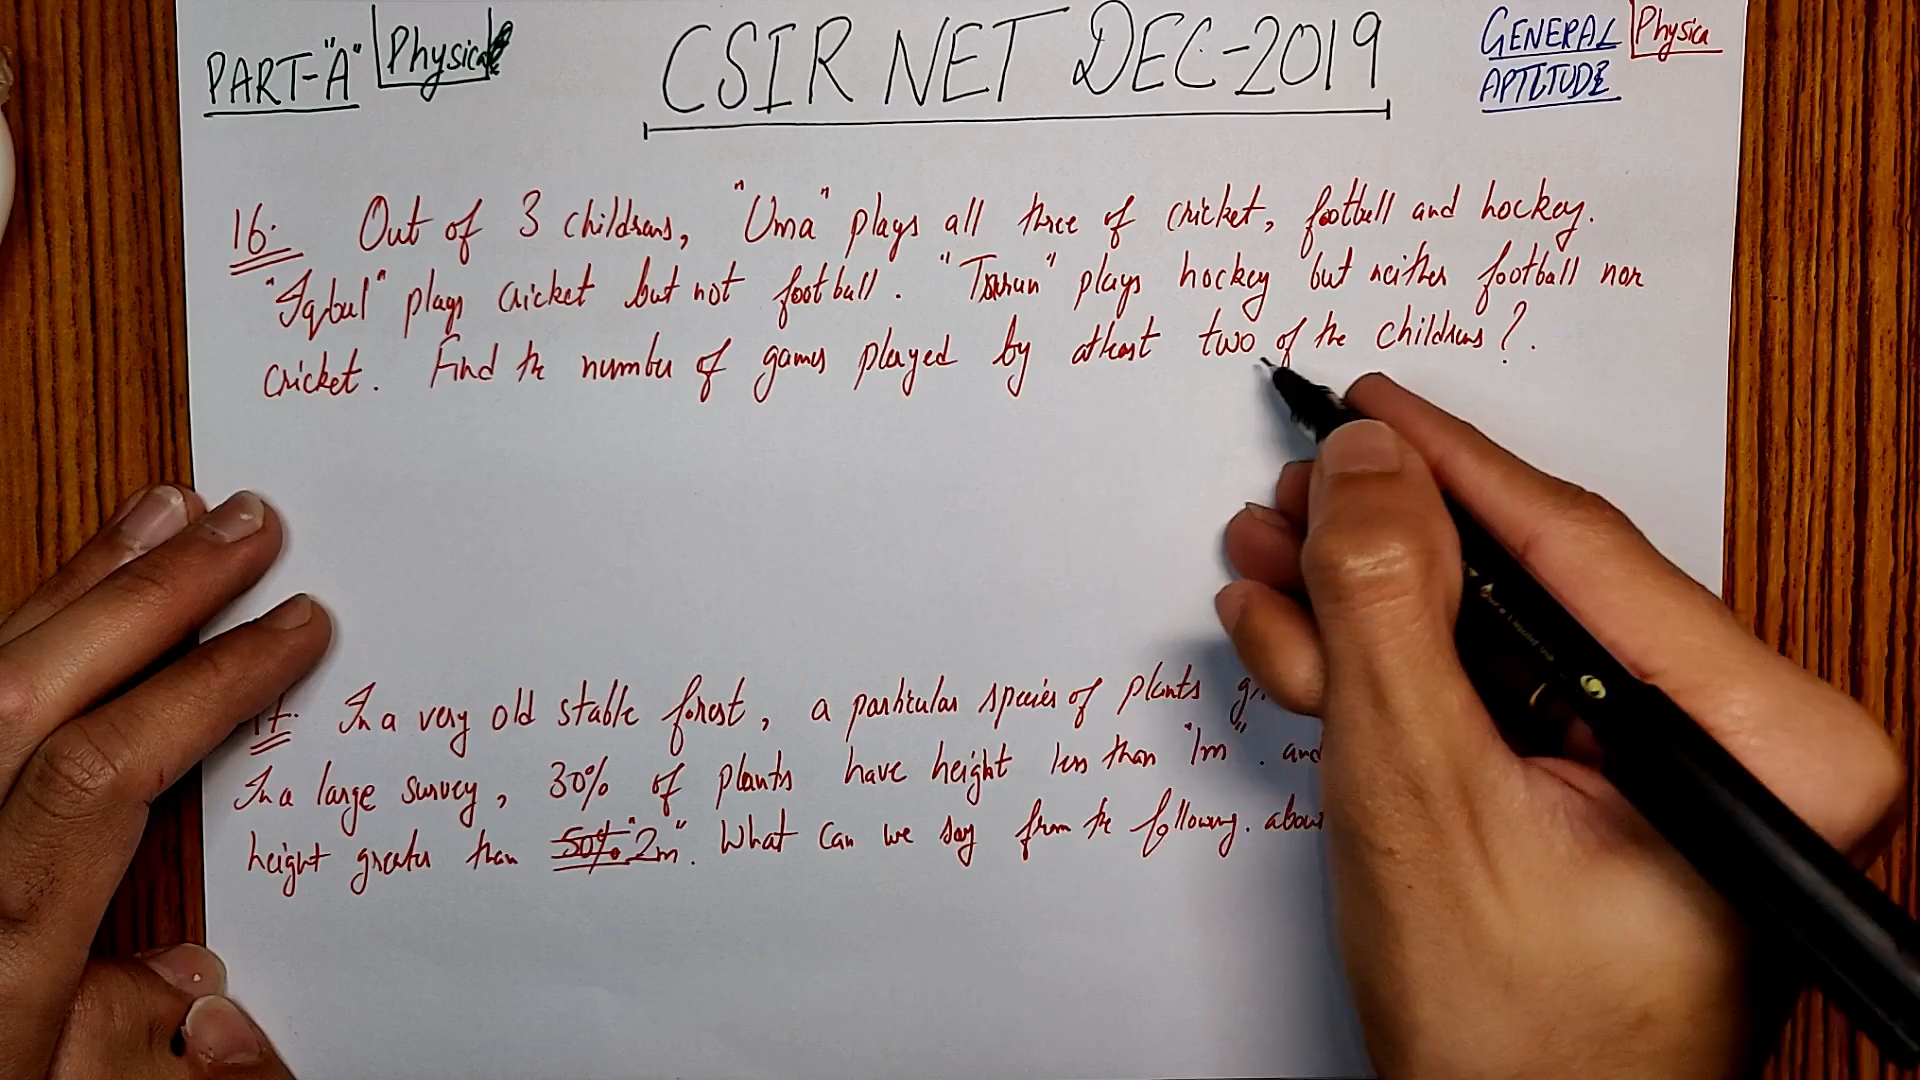 PART-"A" Physical
CSIR NET DEC-2019
GENERAL APTITUDE Physica
16. Out of 3 childrens, "Uma" plays all three of cricket, football and hockey.
"Iqbal" plays cricket but not football. "Tarun" plays hockey but neither football nor
cricket. Find the number of games played by atleast two of the childrens?.
17. In a very old stable forest, a particular species of plants
In a large survey, 30% of plants have height less than "1m". and
height greater than 50% "2m". What can we say from the following. about